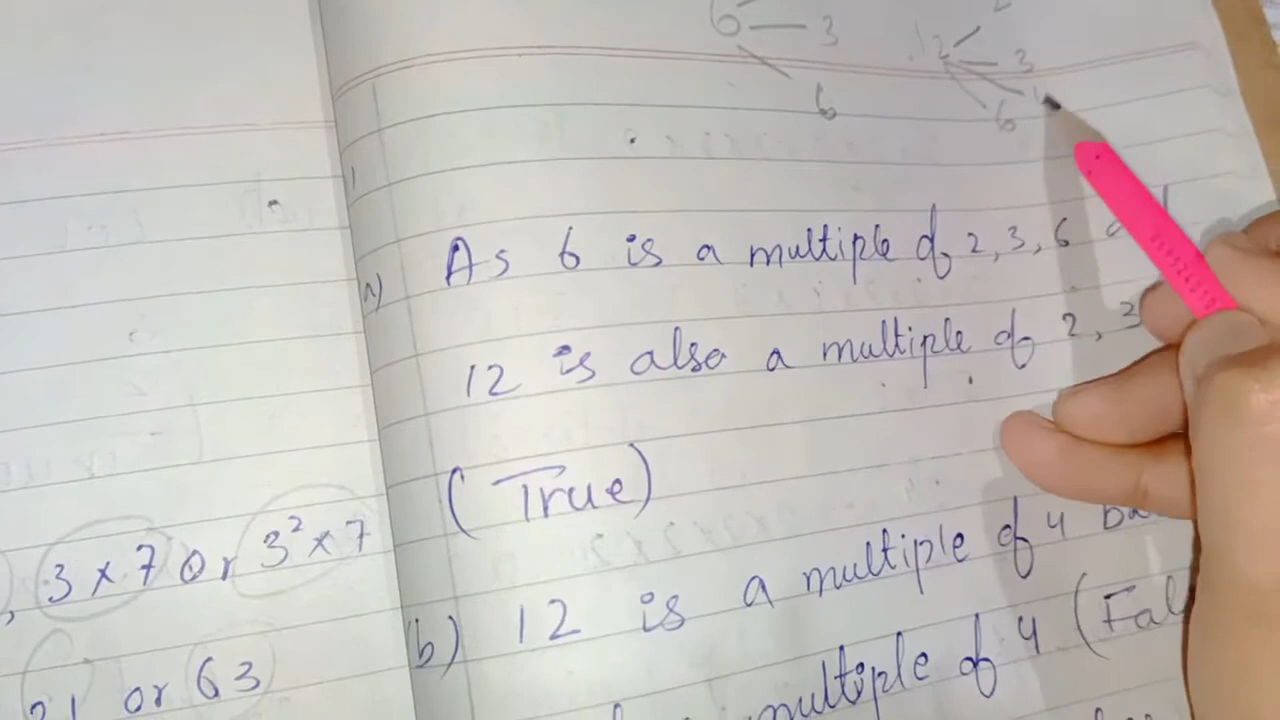 6 3 12 3
6 6
a) As 6 is a multiple of 2, 3, 6
12 is also a multiple of 2, 3
(True)
, 3 × 7 or 3² × 7
(b) 12 is a multiple of 4
or 63
multiple of 4